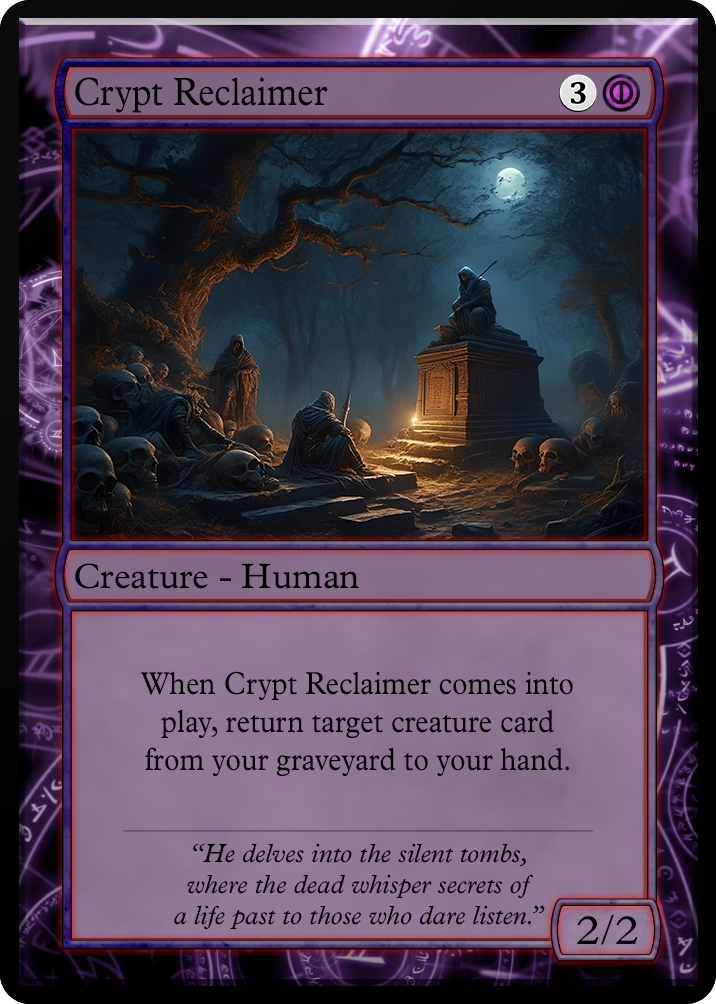 Crypt Reclaimer 3
Creature - Human
When Crypt Reclaimer comes into
play, return target creature card
from your graveyard to your hand.
“He delves into the silent tombs,
where the dead whisper secrets of
a life past to those who dare listen.”
2/2